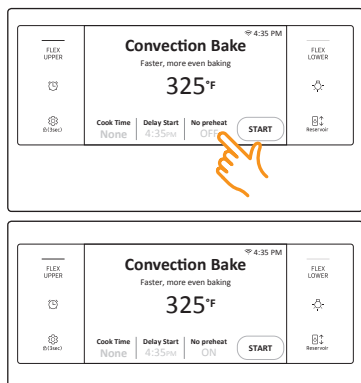 4:35 PM
FLEX
UPPER
Convection Bake
Faster, more even baking
325°F
FLEX
LOWER
Cook Time
None
Delay Start
4:35PM
No preheat
OFF
START
(3sec)
Reservoir
4:35 PM
FLEX
UPPER
Convection Bake
Faster, more even baking
325°F
FLEX
LOWER
Cook Time
None
Delay Start
4:35PM
No preheat
ON
START
(3sec)
Reservoir